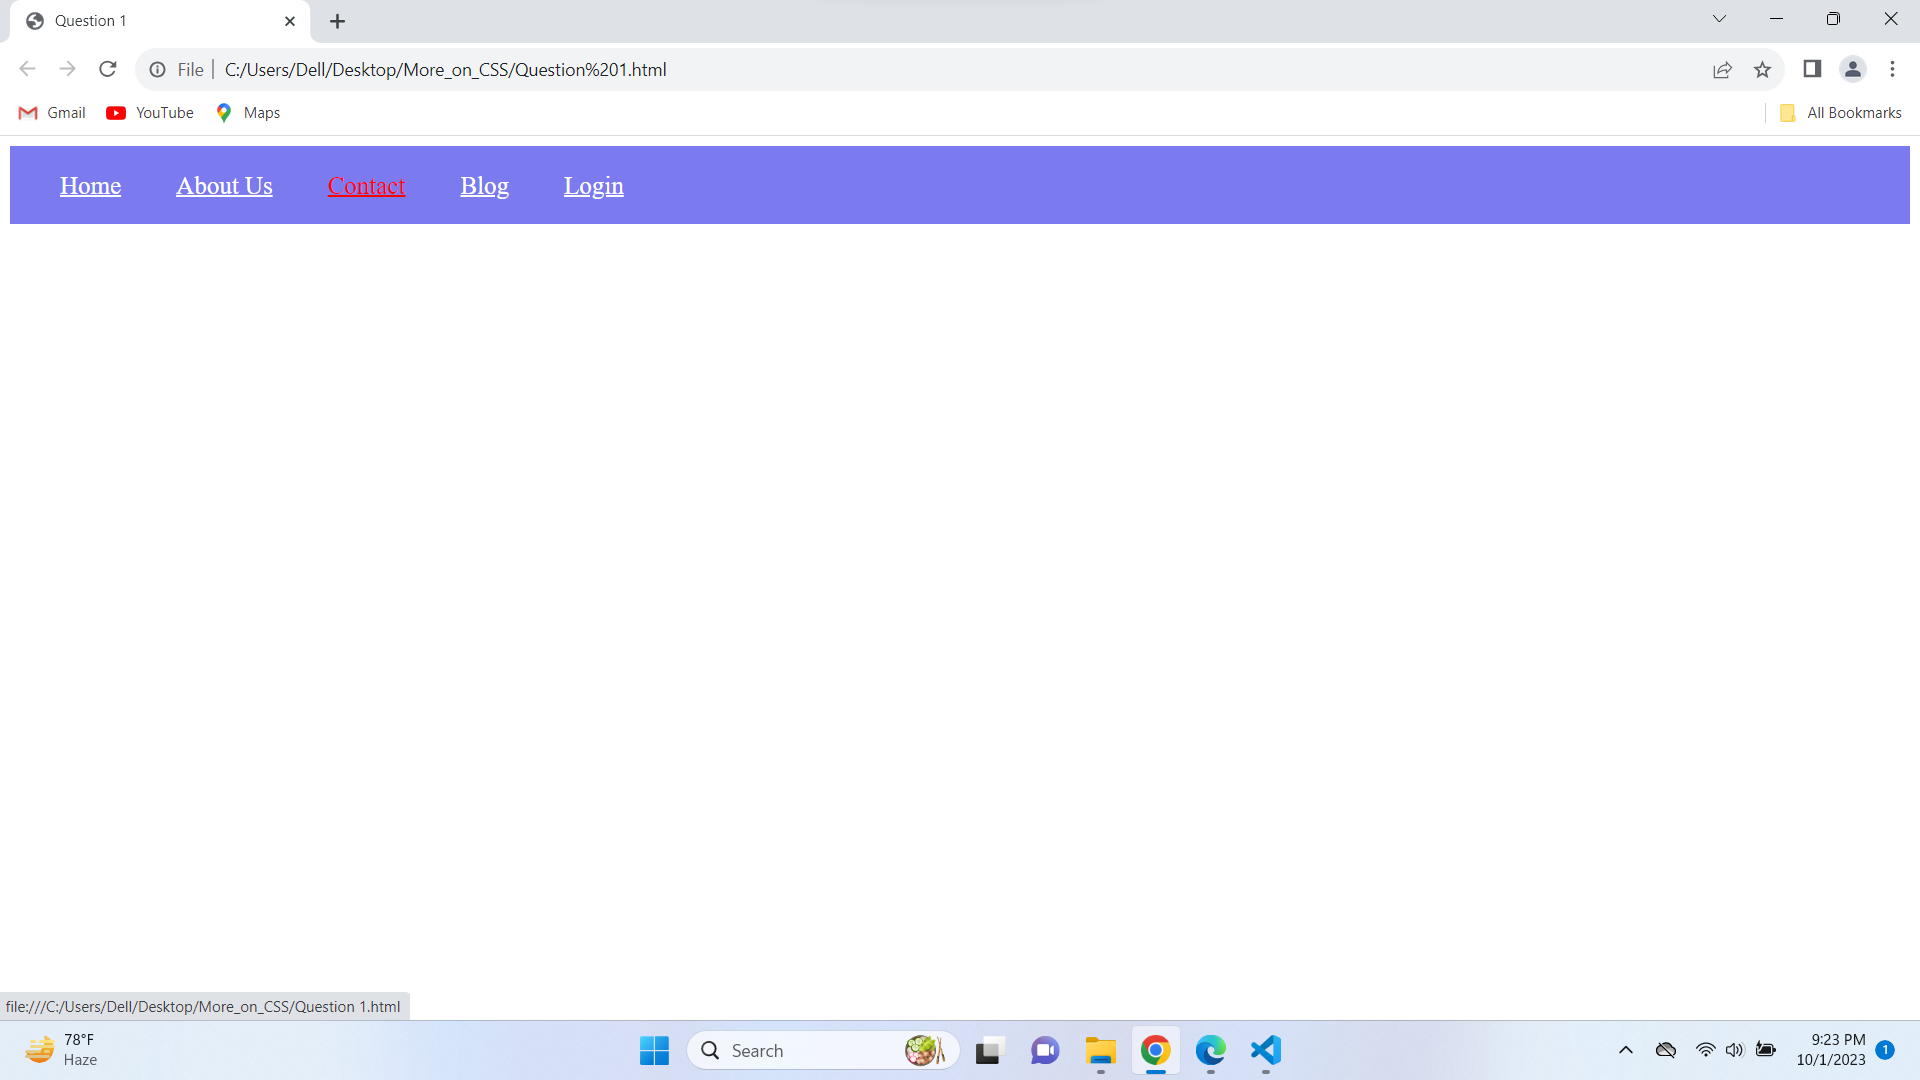 Question 1
File | C:/Users/Dell/Desktop/More_on_CSS/Question%201.html
Gmail YouTube Maps All Bookmarks
Home About Us Contact Blog Login
file:///C:/Users/Dell/Desktop/More_on_CSS/Question 1.html
78°F
Haze
Search
9:23 PM
10/1/2023
1